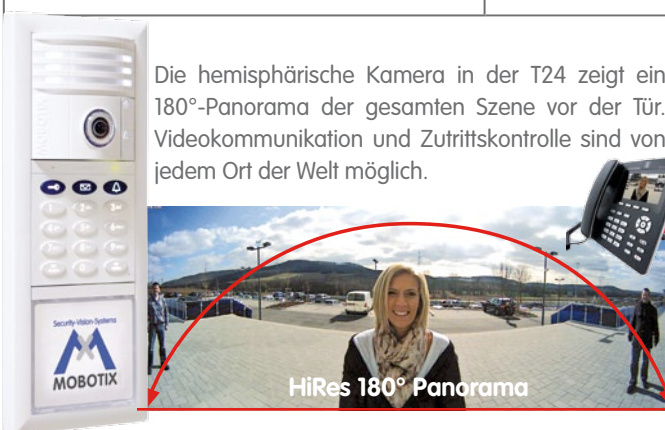 Die hemisphärische Kamera in der T24 zeigt ein
180°-Panorama der gesamten Szene vor der Tür.
Videokommunikation und Zutrittskontrolle sind von
jedem Ort der Welt möglich.
MOBOTIX
Security-Vision-Systems
MOBOTIX
HiRes 180° Panorama